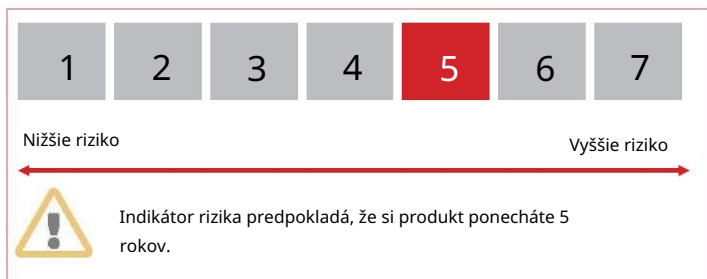 1 2 3 4 5 6 7
Nižšie riziko
Vyššie riziko
Indikátor rizika predpokladá, že si produkt ponecháte 5
rokov.